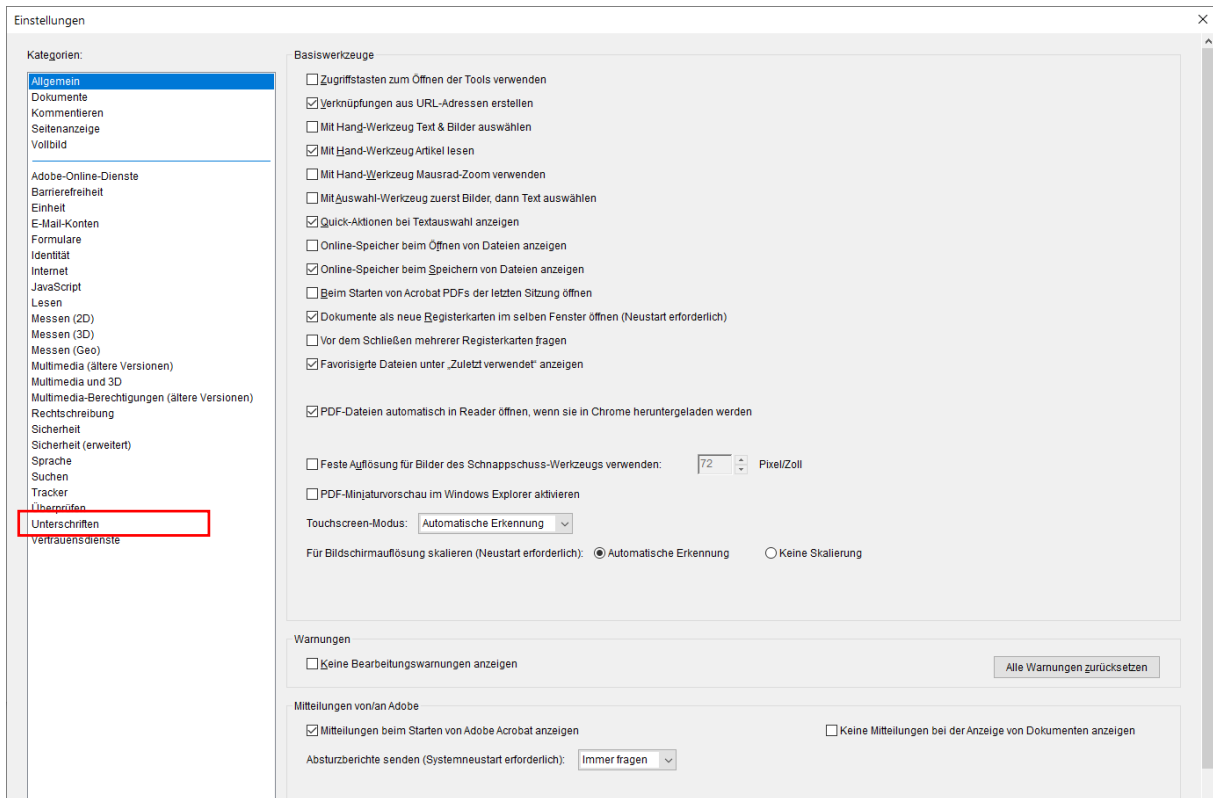 Einstellungen
Kategorien:
Allgemein
Dokumente
Kommentieren
Seitenanzeige
Vollbild
Adobe-Online-Dienste
Barrierefreiheit
Einheit
E-Mail-Konten
Formulare
Identität
Internet
JavaScript
Lesen
Messen (2D)
Messen (3D)
Messen (Geo)
Multimedia (ältere Versionen)
Multimedia und 3D
Multimedia-Berechtigungen (ältere Versionen)
Rechtschreibung
Sicherheit
Sicherheit (erweitert)
Sprache
Suchen
Tracker
Überprüfen
Unterschriften
Vertrauensdienste
Basiswerkzeuge
Zugriffstasten zum Öffnen der Tools verwenden
Verknüpfungen aus URL-Adressen erstellen
Mit Hand-Werkzeug Text & Bilder auswählen
Mit Hand-Werkzeug Artikel lesen
Mit Hand-Werkzeug Mausrad-Zoom verwenden
Mit Auswahl-Werkzeug zuerst Bilder, dann Text auswählen
Quick-Aktionen bei Textauswahl anzeigen
Online-Speicher beim Öffnen von Dateien anzeigen
Online-Speicher beim Speichern von Dateien anzeigen
Beim Starten von Acrobat PDFs der letzten Sitzung öffnen
Dokumente als neue Registerkarten im selben Fenster öffnen (Neustart erforderlich)
Vor dem Schließen mehrerer Registerkarten fragen
Favorisierte Dateien unter „Zuletzt verwendet“ anzeigen
PDF-Dateien automatisch in Reader öffnen, wenn sie in Chrome heruntergeladen werden
Feste Auflösung für Bilder des Schnappschuss-Werkzeugs verwenden: 72 Pixel/Zoll
PDF-Miniaturvorschau im Windows Explorer aktivieren
Touchscreen-Modus: Automatische Erkennung
Für Bildschirmauflösung skalieren (Neustart erforderlich): Automatische Erkennung Keine Skalierung
Warnungen
Keine Bearbeitungswarnungen anzeigen Alle Warnungen zurücksetzen
Mitteilungen von/an Adobe
Mitteilungen beim Starten von Adobe Acrobat anzeigen Keine Mitteilungen bei der Anzeige von Dokumenten anzeigen
Absturzberichte senden (Systemneustart erforderlich): Immer fragen